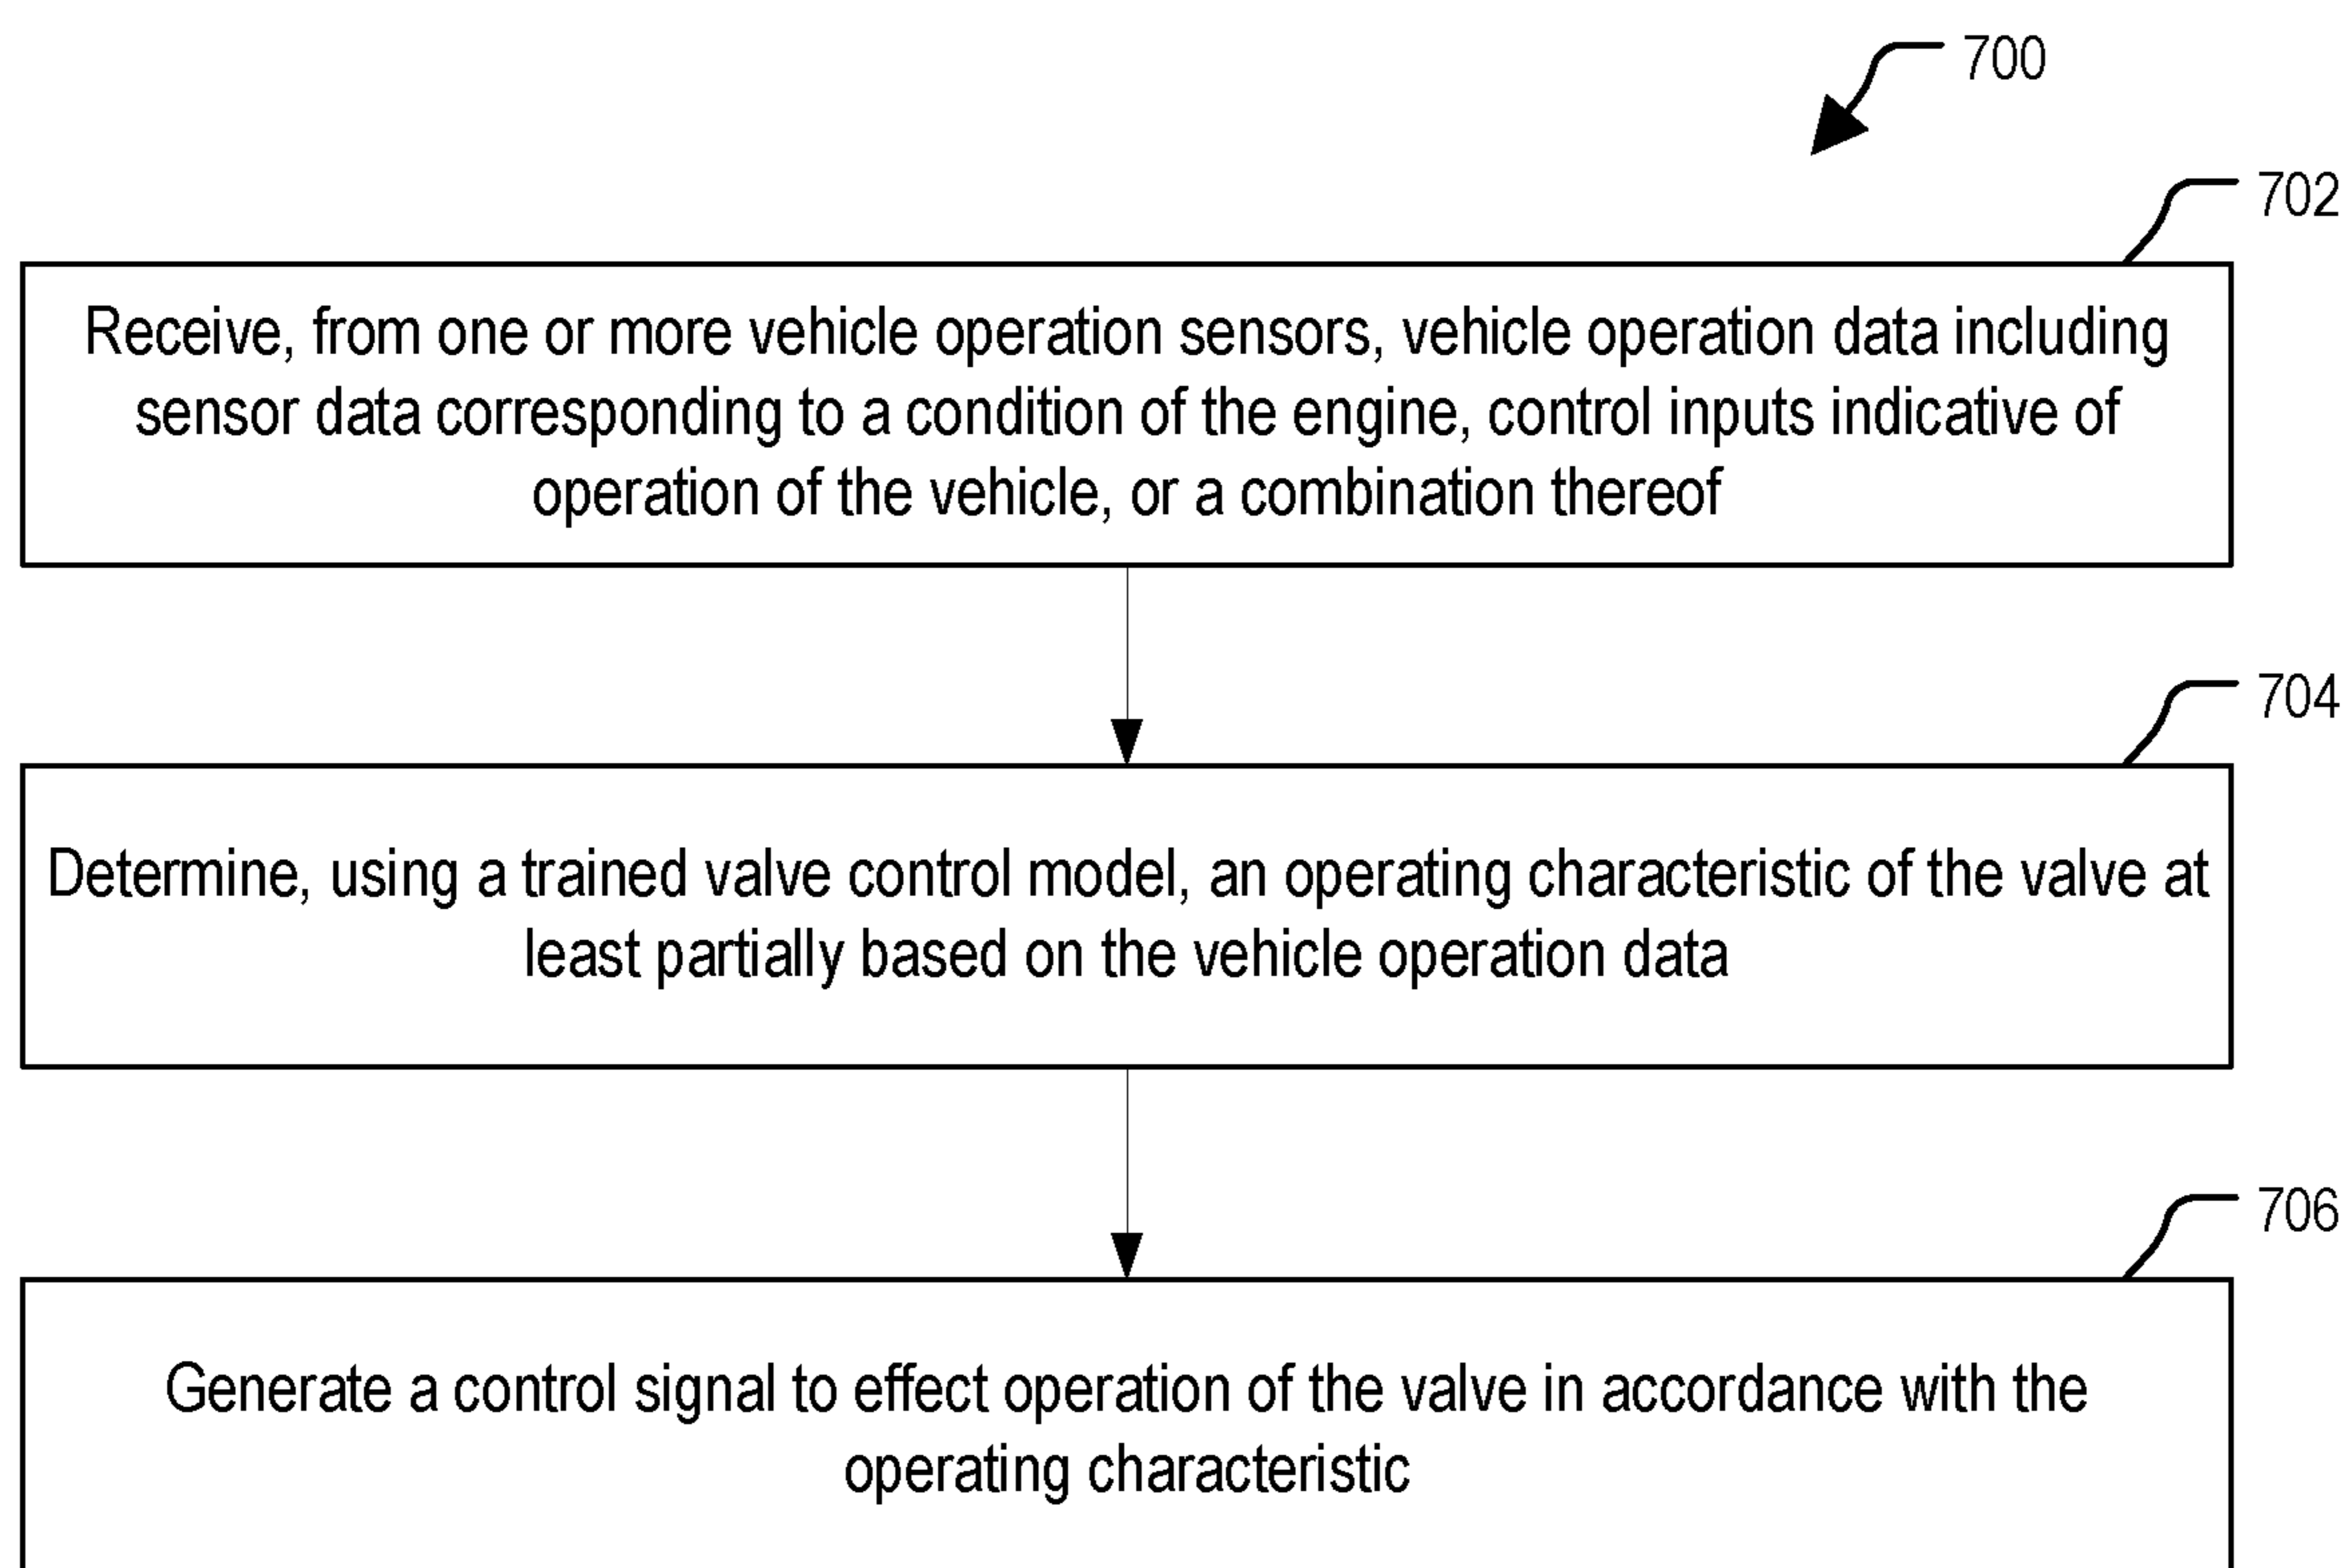 700
702
Receive, from one or more vehicle operation sensors, vehicle operation data including
sensor data corresponding to a condition of the engine, control inputs indicative of
operation of the vehicle, or a combination thereof
704
Determine, using a trained valve control model, an operating characteristic of the valve at
least partially based on the vehicle operation data
706
Generate a control signal to effect operation of the valve in accordance with the
operating characteristic